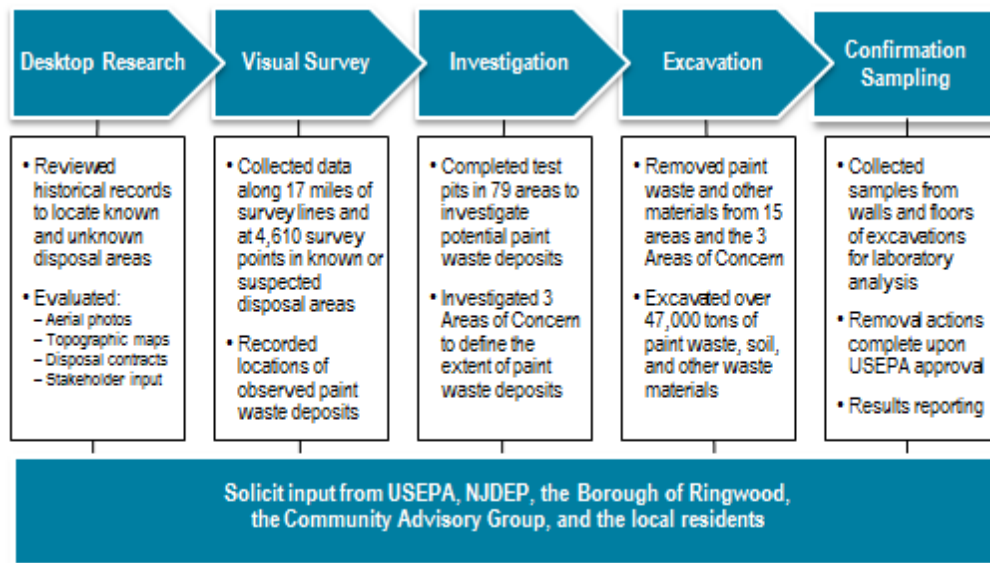 Desktop Research
Visual Survey
Investigation
Excavation
Confirmation
Sampling
• Reviewed
historical records
to locate known
and unknown
disposal areas
• Evaluated:
– Aerial photos
– Topographic maps
– Disposal contracts
– Stakeholder input
• Collected data
along 17 miles of
survey lines and
at 4,610 survey
points in known or
suspected
disposal areas
• Recorded
locations of
observed paint
waste deposits
• Completed test
pits in 79 areas to
investigate
potential paint
waste deposits
• Investigated 3
Areas of Concern
to define the
extent of paint
waste deposits
• Removed paint
waste and other
materials from 15
areas and the 3
Areas of Concern
• Excavated over
47,000 tons of
paint waste, soil,
and other waste
materials
• Collected
samples from
walls and floors
of excavations
for laboratory
analysis
• Removal actions
complete upon
USEPA approval
• Results reporting
Solicit input from USEPA, NJDEP, the Borough of Ringwood,
the Community Advisory Group, and the local residents